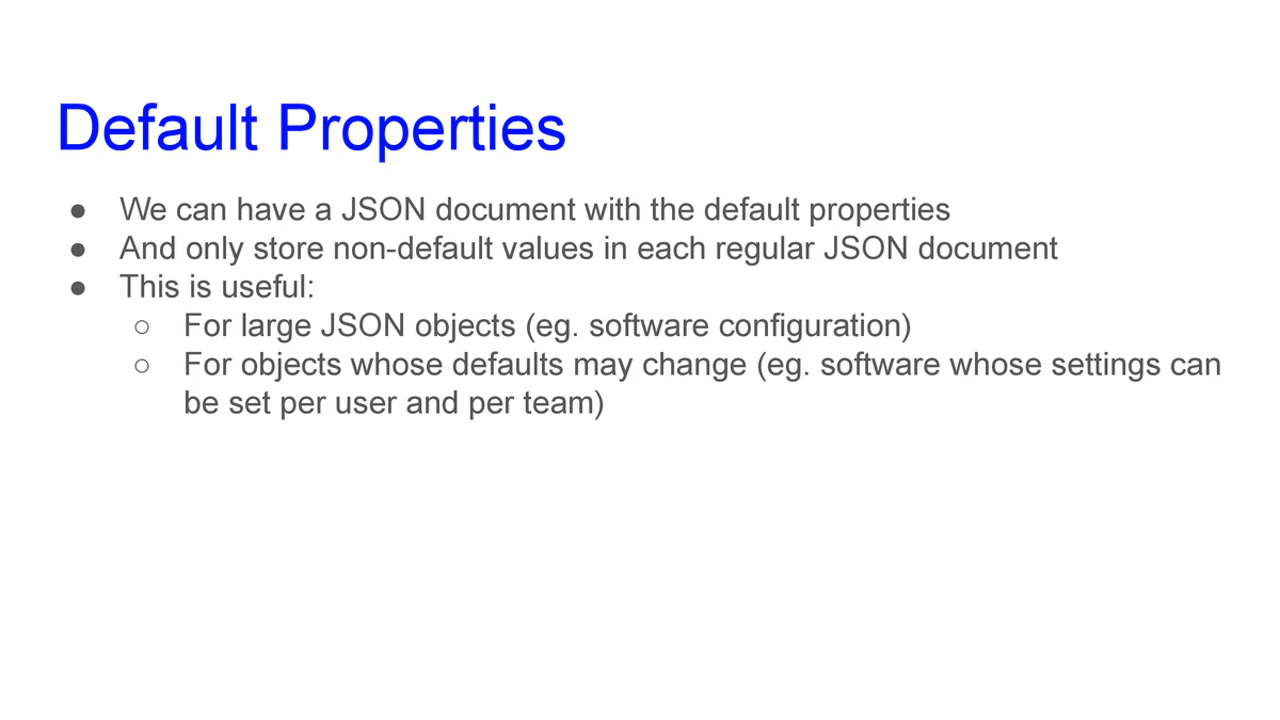 Default Properties
● We can have a JSON document with the default properties
● And only store non-default values in each regular JSON document
● This is useful:
○ For large JSON objects (eg. software configuration)
○ For objects whose defaults may change (eg. software whose settings can
be set per user and per team)